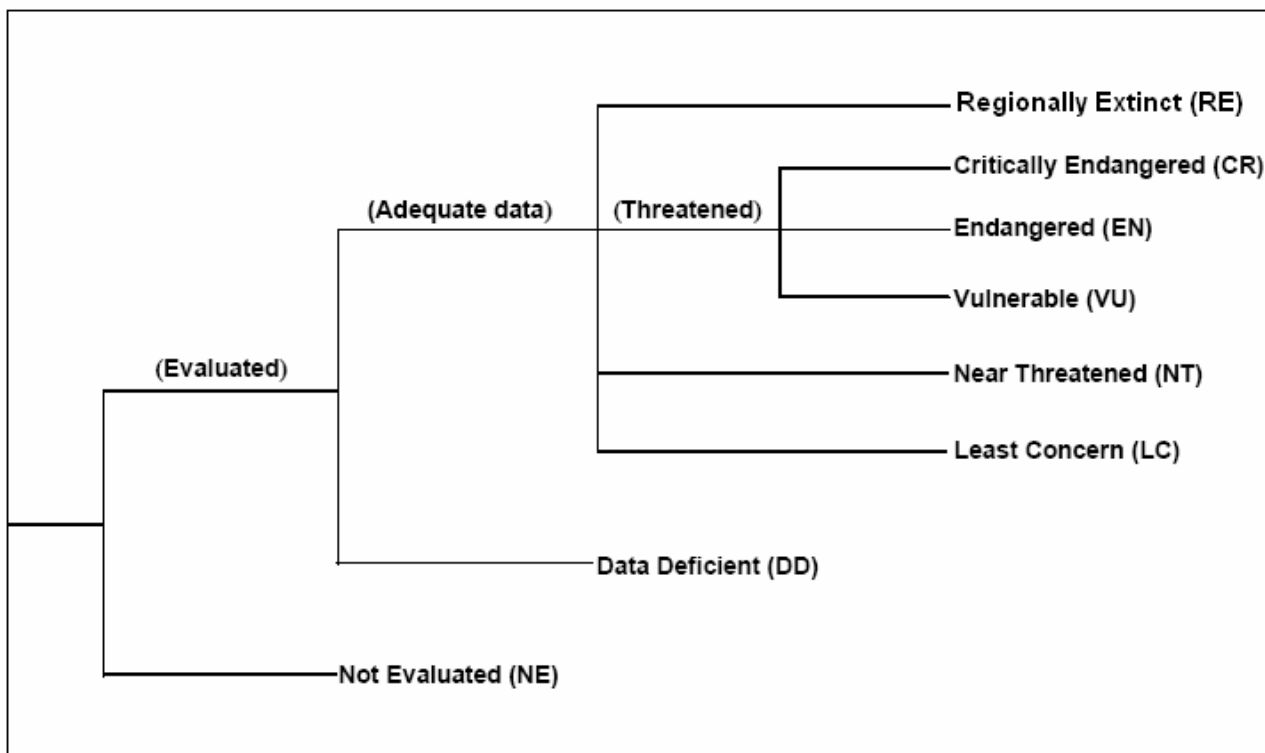 Regionally Extinct (RE)
Critically Endangered (CR)
(Adequate data)
(Threatened)
Endangered (EN)
Vulnerable (VU)
(Evaluated)
Near Threatened (NT)
Least Concern (LC)
Data Deficient (DD)
Not Evaluated (NE)